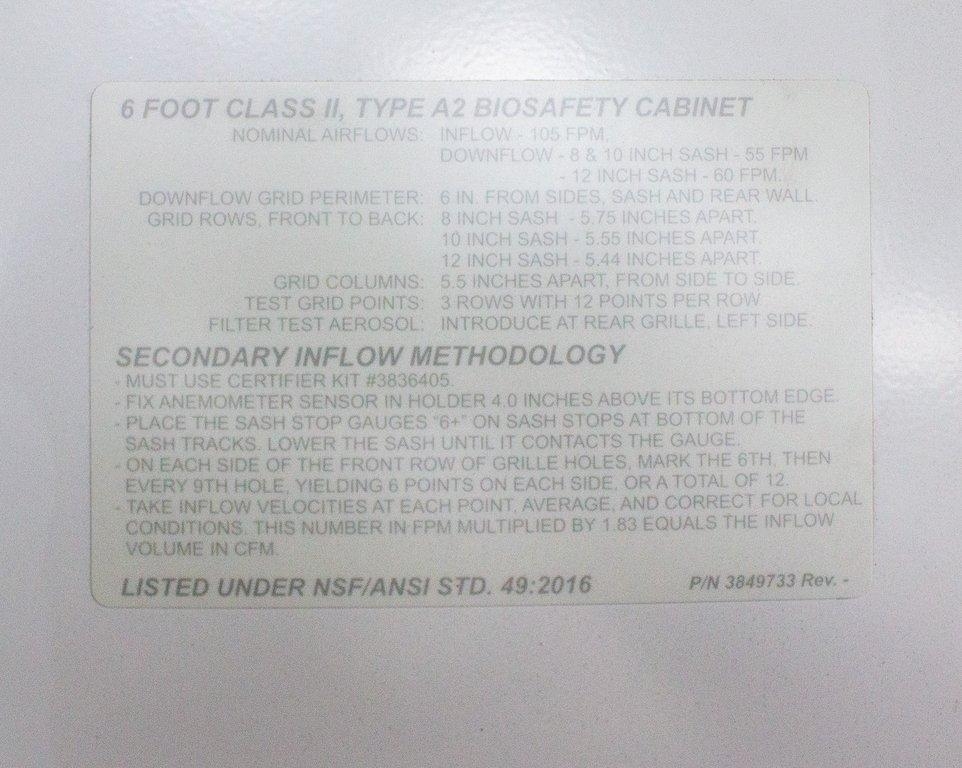 6 FOOT CLASS II, TYPE A2 BIOSAFETY CABINET
NOMINAL AIRFLOWS: INFLOW - 105 FPM,
DOWNFLOW - 8 & 10 INCH SASH - 55 FPM
- 12 INCH SASH - 60 FPM.
DOWNFLOW GRID PERIMETER: 6 IN. FROM SIDES, SASH AND REAR WALL.
GRID ROWS, FRONT TO BACK: 8 INCH SASH - 5.75 INCHES APART.
10 INCH SASH - 5.55 INCHES APART.
12 INCH SASH - 5.44 INCHES APART.
GRID COLUMNS: 5.5 INCHES APART, FROM SIDE TO SIDE.
TEST GRID POINTS: 3 ROWS WITH 12 POINTS PER ROW
FILTER TEST AEROSOL: INTRODUCE AT REAR GRILLE, LEFT SIDE.
SECONDARY INFLOW METHODOLOGY
- MUST USE CERTIFIER KIT #3836405.
- FIX ANEMOMETER SENSOR IN HOLDER 4.0 INCHES ABOVE ITS BOTTOM EDGE.
- PLACE THE SASH STOP GAUGES "6+" ON SASH STOPS AT BOTTOM OF THE
SASH TRACKS. LOWER THE SASH UNTIL IT CONTACTS THE GAUGE.
- ON EACH SIDE OF THE FRONT ROW OF GRILLE HOLES, MARK THE 6TH, THEN
EVERY 9TH HOLE, YIELDING 6 POINTS ON EACH SIDE, OR A TOTAL OF 12.
- TAKE INFLOW VELOCITIES AT EACH POINT, AVERAGE, AND CORRECT FOR LOCAL
CONDITIONS. THIS NUMBER IN FPM MULTIPLIED BY 1.83 EQUALS THE INFLOW
VOLUME IN CFM.
LISTED UNDER NSF/ANSI STD. 49:2016 P/N 3849733 Rev. -